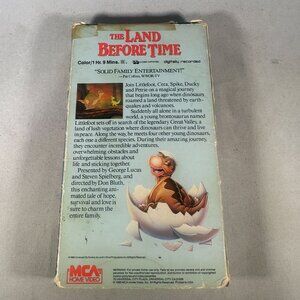 THE LAND
BEFORE TIME
Color/1 Hr. 9 Mins.
digitally recorded
"SOLID FAMILY ENTERTAINMENT!"
—Pat Collins, WWOR-TV
Join Littlefoot, Cera, Spike, Ducky
and Petrie on a magical journey
that begins long ago when dinosaurs
roamed a land threatened by earth-
quakes and volcanos.
Suddenly all alone in a turbulent
world, a young brontosaurus named
Littlefoot sets off in search of the legendary Great Valley, a
land of lush vegetation where dinosaurs can thrive and live
in peace. Along the way he meets four other young dinosaurs,
each one a different species. During their amazing journey,
they encounter incredible adventures,
overwhelming obstacles and
unforgettable lessons about
life and sticking together.
Presented by George Lucas
and Steven Spielberg, and
directed by Don Bluth, this
enchanting ani-
mated tale of hope,
survival and love is
sure to charm the
entire family.
MCA
HOME VIDEO